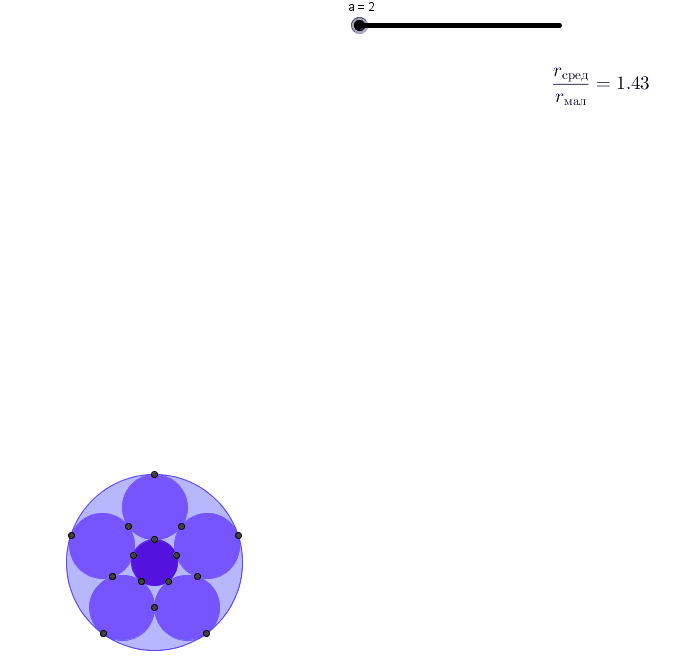 a = 2
r_сред / r_мал = 1.43